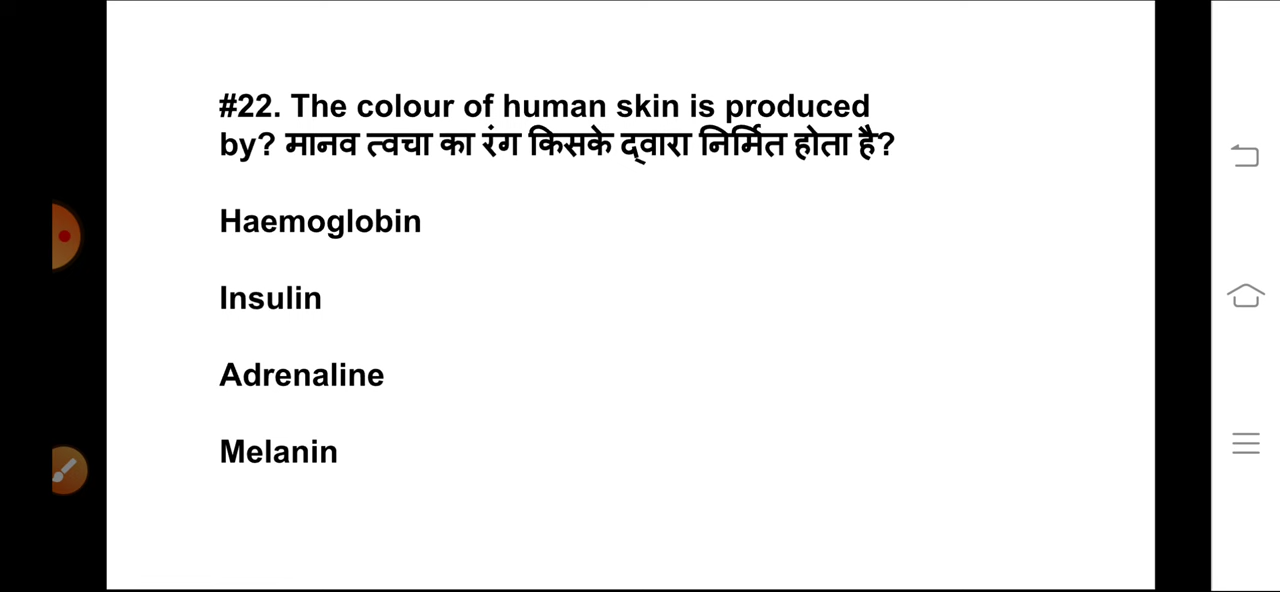 #22. The colour of human skin is produced
by? मानव त्वचा का रंग किसके द्वारा निर्मित होता है?
Haemoglobin
Insulin
Adrenaline
Melanin